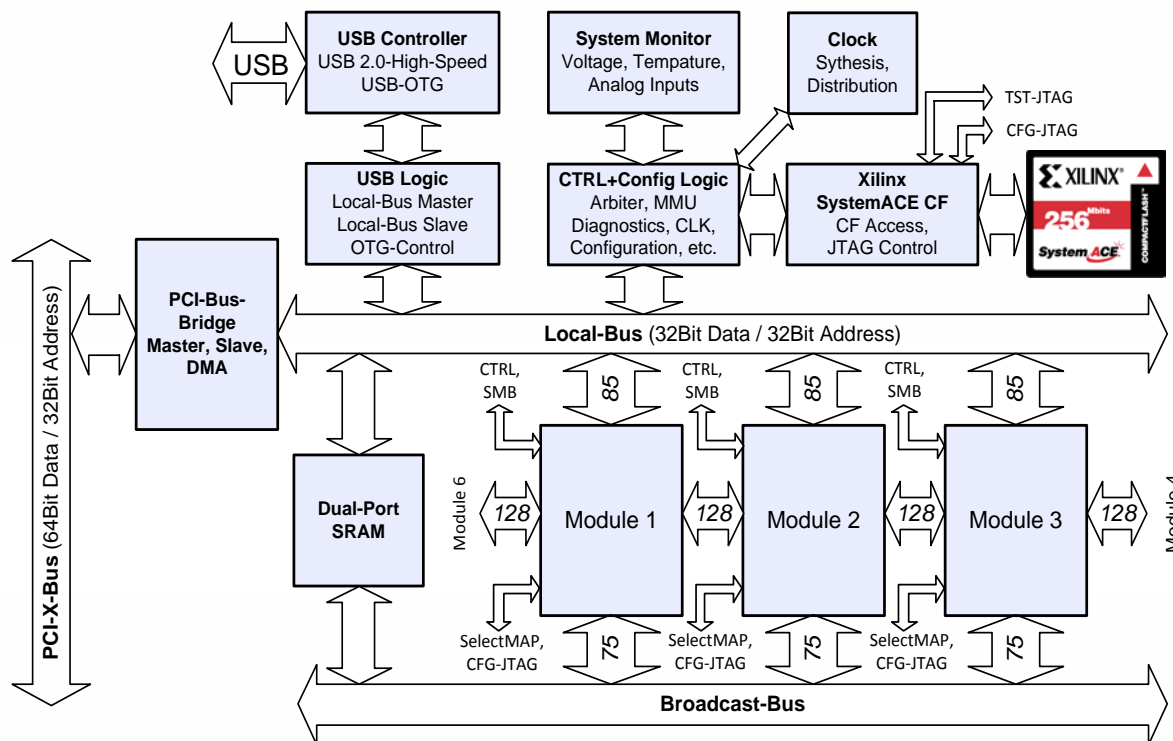 USB
USB Controller
USB 2.0-High-Speed
USB-OTG
System Monitor
Voltage, Tempature,
Analog Inputs
Clock
Sythesis,
Distribution
TST-JTAG
CFG-JTAG
USB Logic
Local-Bus Master
Local-Bus Slave
OTG-Control
CTRL+Config Logic
Arbiter, MMU
Diagnostics, CLK,
Configuration, etc.
Xilinx
SystemACE CF
CF Access,
JTAG Control
XILINX®
256 Mbits
System ACE™
COMPACTFLASH™
PCI-X-Bus (64Bit Data / 32Bit Address)
PCI-Bus-
Bridge
Master, Slave,
DMA
Local-Bus (32Bit Data / 32Bit Address)
CTRL,
SMB
85
CTRL,
SMB
85
CTRL,
SMB
85
Dual-Port
SRAM
Module 6
128
Module 1
128
Module 2
128
Module 3
128
Module 4
SelectMAP,
CFG-JTAG
75
SelectMAP,
CFG-JTAG
75
SelectMAP,
CFG-JTAG
75
Broadcast-Bus